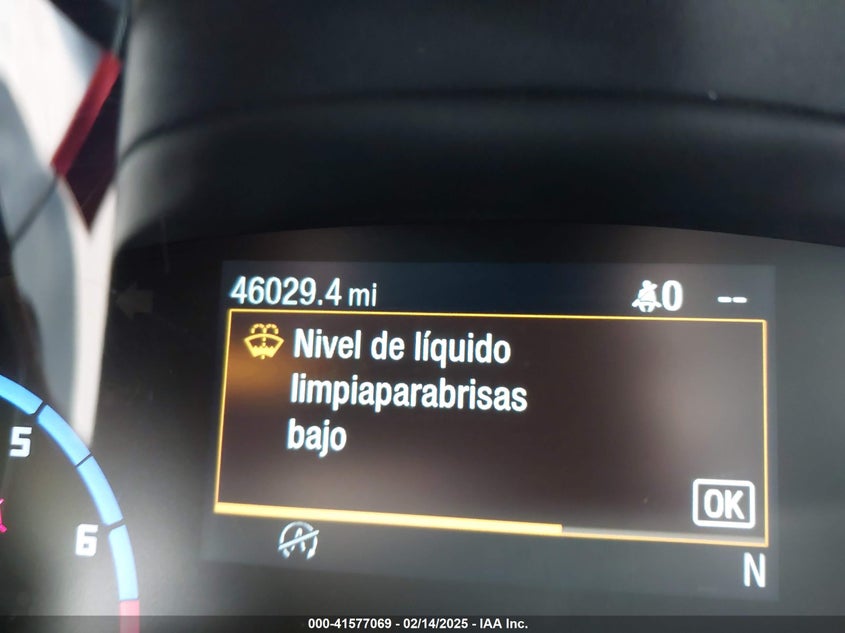 46029.4 mi 0 --
Nivel de líquido
limpiaparabrisas
bajo
OK
5
6
A
N
000-41577069 - 02/14/2025 - IAA Inc.